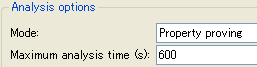 Analysis options
Mode: Property proving
Maximum analysis time (s): 600